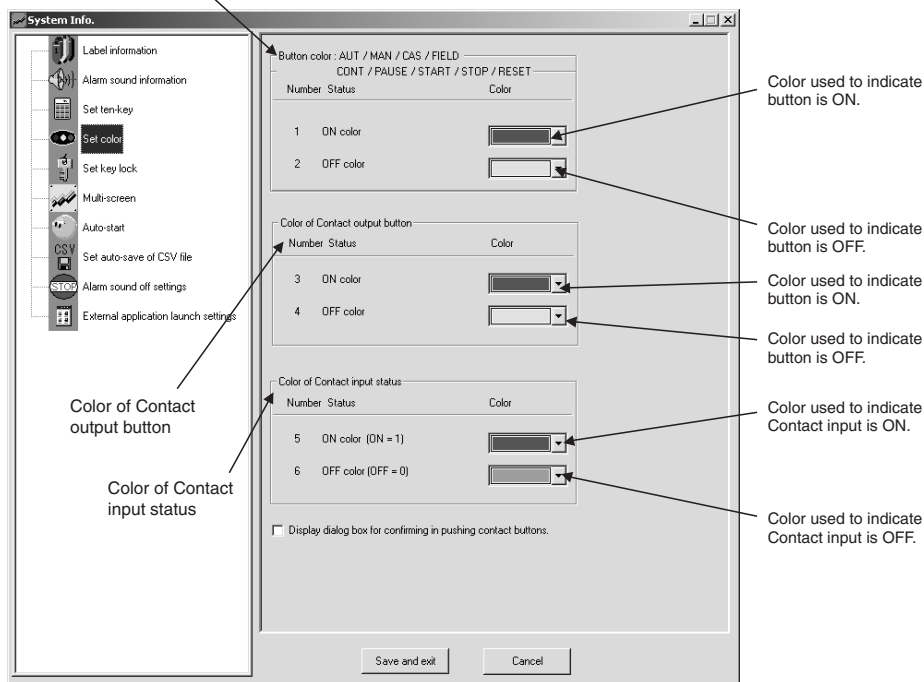 System Info.
Label information
Alarm sound information
Set ten-key
Set color
Set key lock
Multi-screen
Auto-start
CSV
Set auto-save of CSV file
STOP
Alarm sound off settings
External application launch settings
Button color : AUT / MAN / CAS / FIELD
CONT / PAUSE / START / STOP / RESET
Number Status Color
1 ON color
2 OFF color
Color of Contact output button
Number Status Color
3 ON color
4 OFF color
Color of Contact input status
Number Status Color
5 ON color (ON = 1)
6 OFF color (OFF = 0)
Display dialog box for confirming in pushing contact buttons.
Save and exit Cancel
Color of Contact
output button
Color of Contact
input status
Color used to indicate
button is ON.
Color used to indicate
button is OFF.
Color used to indicate
button is ON.
Color used to indicate
button is OFF.
Color used to indicate
Contact input is ON.
Color used to indicate
Contact input is OFF.